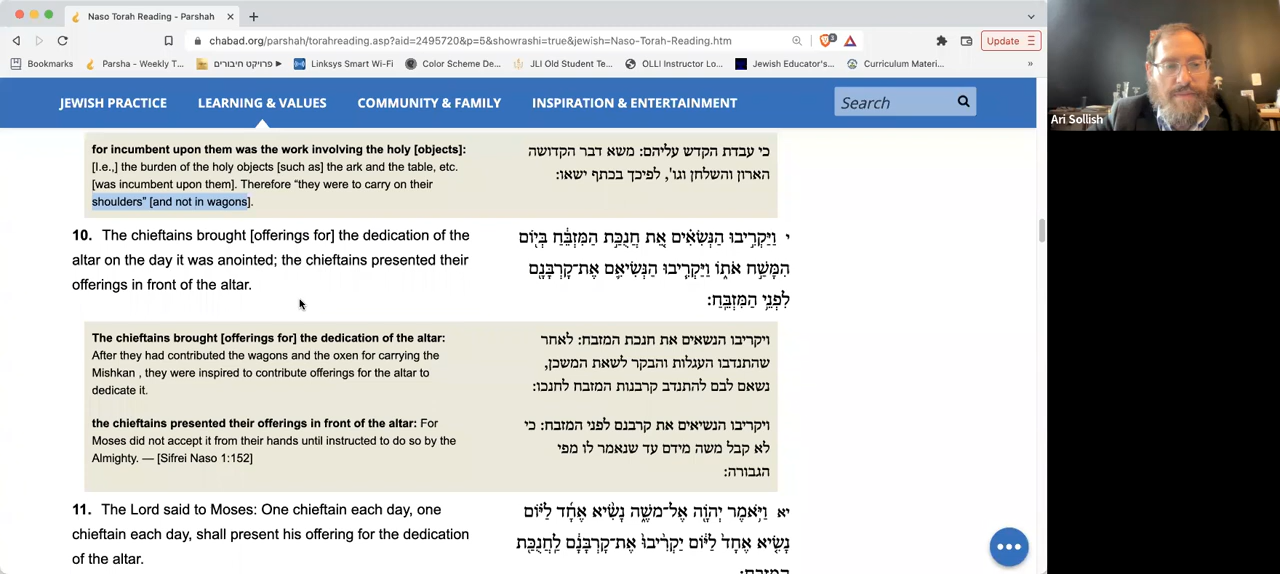 Naso Torah Reading - Parshah
chabad.org/parshah/torahreading.asp?aid=2495720&p=5&showrashi=true&jewish=Naso-Torah-Reading.htm
3
Update
Bookmarks
Parsha - Weekly T...
פרוייקט חיבורים
Linksys Smart Wi-Fi
Color Scheme De...
JLI Old Student Te...
OLLI Instructor Lo...
Jewish Educator's...
Curriculum Materi...
»
JEWISH PRACTICE
LEARNING & VALUES
COMMUNITY & FAMILY
INSPIRATION & ENTERTAINMENT
Search
Ari Sollish
for incumbent upon them was the work involving the holy [objects]:
[I.e.,] the burden of the holy objects [such as] the ark and the table, etc.
[was incumbent upon them]. Therefore “they were to carry on their
shoulders” [and not in wagons].
כי עבדת הקדש עליהם: משא דבר הקדושה
הארון והשלחן וגו', לפיכך בכתף ישאו:
10. The chieftains brought [offerings for] the dedication of the
altar on the day it was anointed; the chieftains presented their
offerings in front of the altar.
י וַיַּקְרִ֣יבוּ הַנְּשִׂאִ֗ים אֵ֚ת חֲנֻכַּ֣ת הַמִּזְבֵּ֔חַ בְּי֖וֹם
הִמָּשַׁ֣ח אֹת֑וֹ וַיַּקְרִ֧יבוּ הַנְּשִׂיאִ֛ם אֶת־קָרְבָּנָ֖ם
לִפְנֵ֥י הַמִּזְבֵּֽחַ:
The chieftains brought [offerings for] the dedication of the altar:
After they had contributed the wagons and the oxen for carrying the
Mishkan , they were inspired to contribute offerings for the altar to
dedicate it.
ויקריבו הנשאים את חנכת המזבח: לאחר
שהתנדבו העגלות והבקר לשאת המשכן,
נשאם לבם להתנדב קרבנות המזבח לחנכו:
the chieftains presented their offerings in front of the altar: For
Moses did not accept it from their hands until instructed to do so by the
Almighty. — [Sifrei Naso 1:152]
ויקריבו הנשיאים את קרבנם לפני המזבח: כי
לא קבל משה מידם עד שנאמר לו מפי
הגבורה:
11. The Lord said to Moses: One chieftain each day, one
chieftain each day, shall present his offering for the dedication
of the altar.
יא וַיֹּ֥אמֶר יְהֹוָ֖ה אֶל־מֹשֶׁ֑ה נָשִׂ֨יא אֶחָ֜ד לַיּ֗וֹם
נָשִׂ֤יא אֶחָד֙ לַיּ֔וֹם יַקְרִ֨יבוּ֙ אֶת־קָרְבָּנָ֔ם לַֽחֲנֻכַּ֖ת
הַמִּזְבֵּֽחַ: